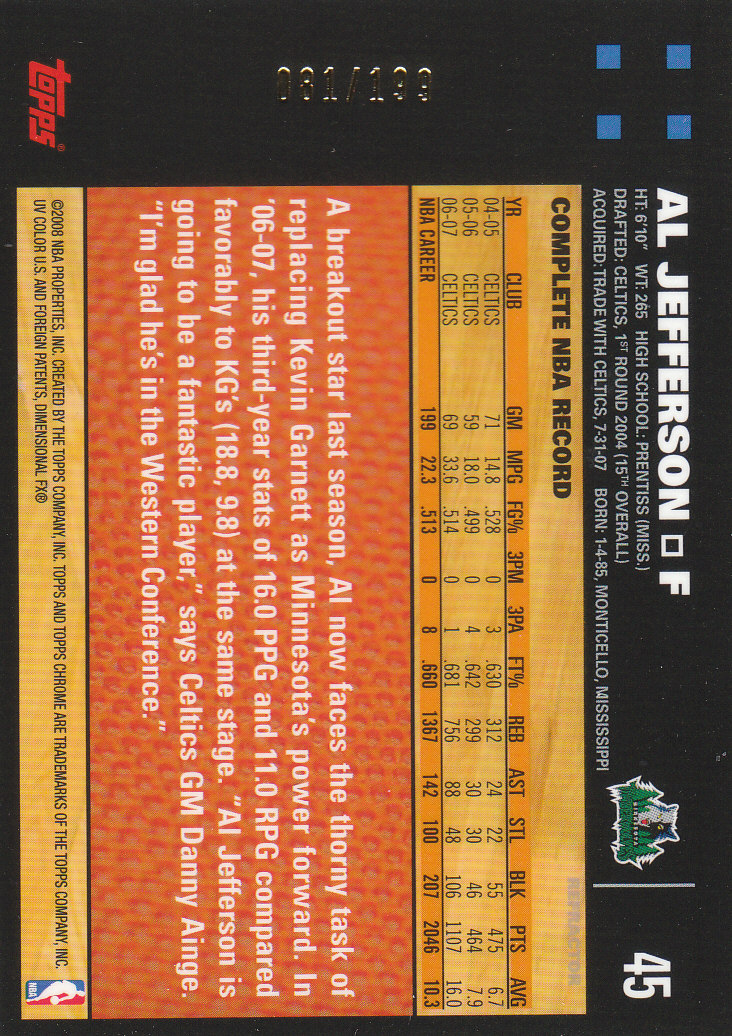 AL JEFFERSON □ F
45
HT: 6'10" WT: 265 HIGH SCHOOL: PRENTISS (MISS.)
DRAFTED: CELTICS, 1ST ROUND 2004 (15TH OVERALL)
ACQUIRED: TRADE WITH CELTICS, 7-31-07 BORN: 1-4-85, MONTICELLO, MISSISSIPPI
REFRACTOR
COMPLETE NBA RECORD
YR CLUB GM MPG FG% 3PM 3PA FT% REB AST STL BLK PTS AVG
04-05 CELTICS 71 14.8 .528 0 3 .630 312 24 22 55 475 6.7
05-06 CELTICS 59 18.0 .499 0 4 .642 299 30 30 46 464 7.9
06-07 CELTICS 69 33.6 .514 0 1 .681 756 88 48 106 1107 16.0
NBA CAREER 199 22.3 .513 0 8 .660 1367 142 100 207 2046 10.3
081/199
A breakout star last season, Al now faces the thorny task of
replacing Kevin Garnett as Minnesota's power forward. In
'06-07, his third-year stats of 16.0 PPG and 11.0 RPG compared
favorably to KG's (18.8, 9.8) at the same stage. "Al Jefferson is
going to be a fantastic player," says Celtics GM Danny Ainge.
"I'm glad he's in the Western Conference."
topps®
©2008 NBA PROPERTIES, INC. CREATED BY THE TOPPS COMPANY, INC. TOPPS AND TOPPS CHROME ARE TRADEMARKS OF THE TOPPS COMPANY, INC.
UV COLOR U.S. AND FOREIGN PATENTS, DIMENSIONAL FX®
NBA